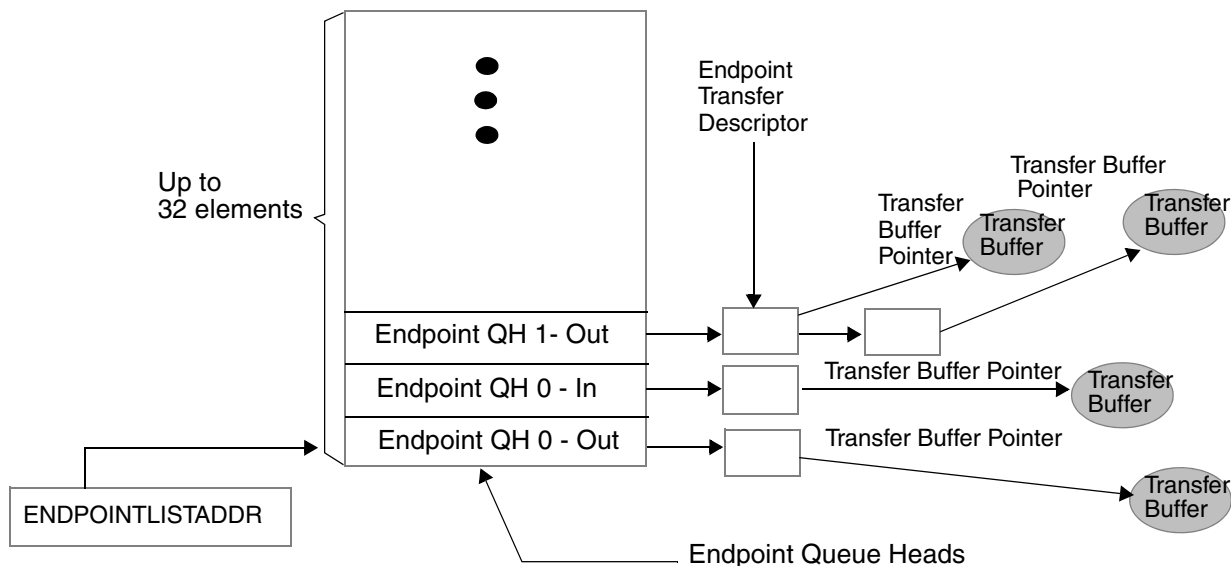 Endpoint
Transfer
Descriptor
Up to
32 elements
Transfer Buffer
Pointer
Transfer
Buffer
Pointer
Transfer
Buffer
Transfer
Buffer
Endpoint QH 1- Out
Endpoint QH 0 - In
Transfer Buffer Pointer
Transfer
Buffer
Endpoint QH 0 - Out
Transfer Buffer Pointer
Transfer
Buffer
ENDPOINTLISTADDR
Endpoint Queue Heads